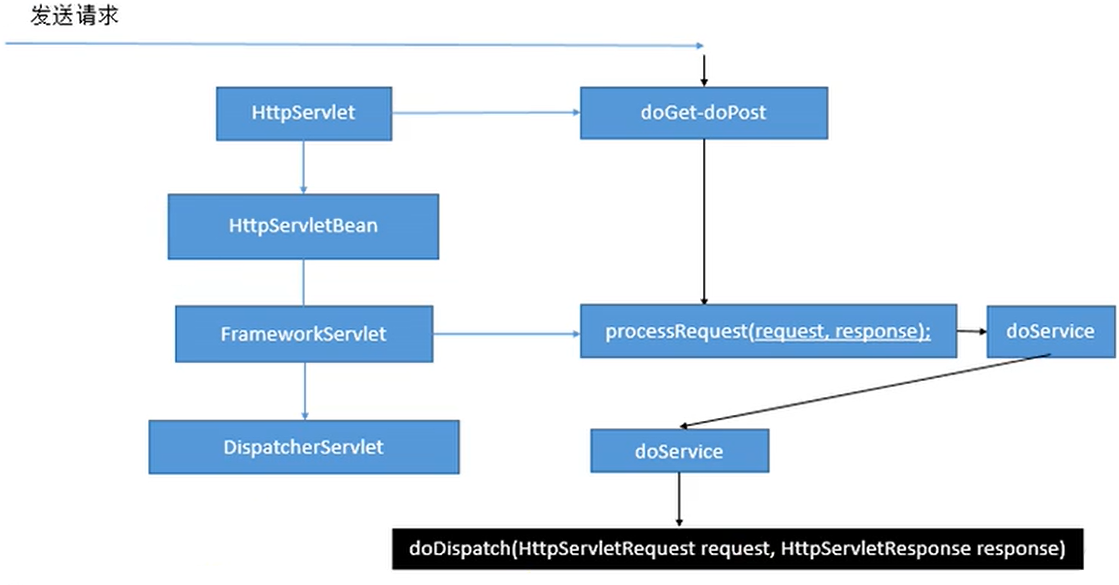 发送请求
HttpServlet
doGet-doPost
HttpServletBean
FrameworkServlet
processRequest(request, response);
doService
DispatcherServlet
doService
doDispatch(HttpServletRequest request, HttpServletResponse response)